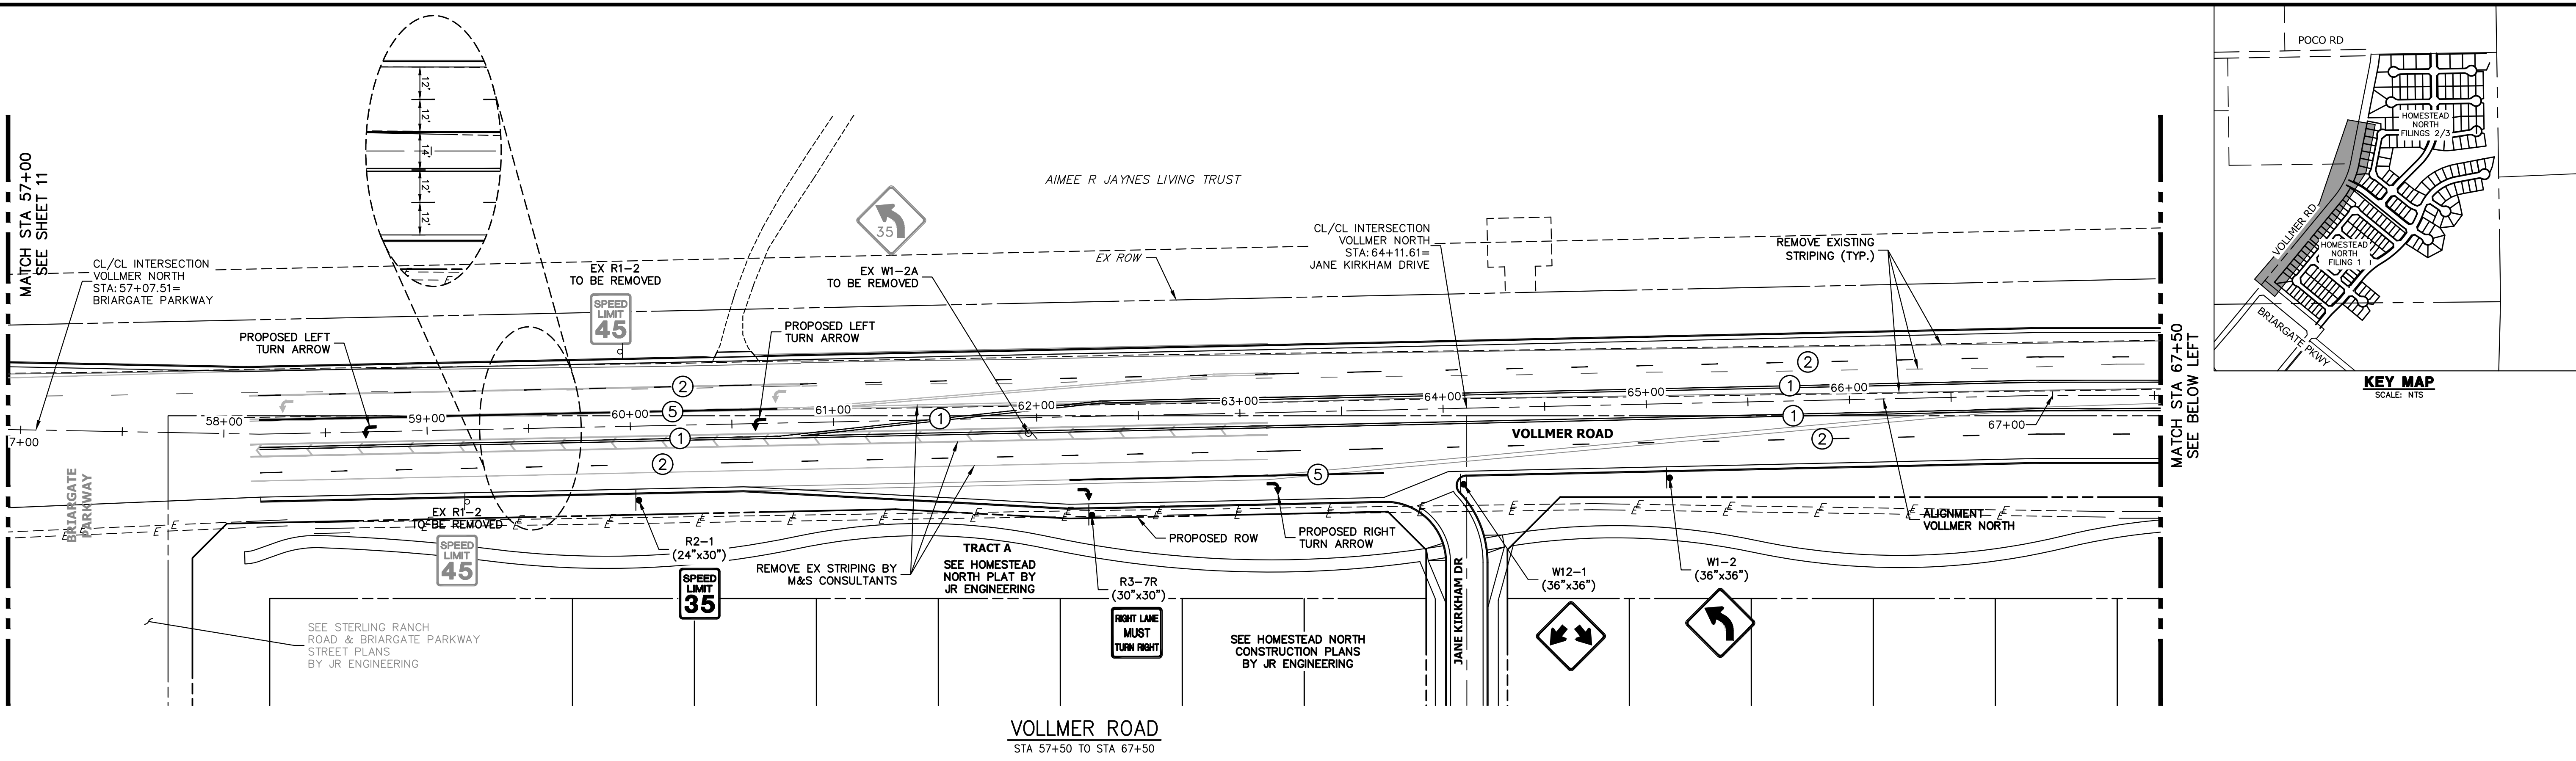 MATCH STA 57+00
SEE SHEET 11
CL/CL INTERSECTION
VOLLMER NORTH
STA: 57+07.51=
BRIARGATE PARKWAY
12'
12'
14'
12'
12'
PROPOSED LEFT
TURN ARROW
EX R1-2
TO BE REMOVED
SPEED
LIMIT
45
PROPOSED LEFT
TURN ARROW
35
EX W1-2A
TO BE REMOVED
AIMEE R JAYNES LIVING TRUST
EX ROW
CL/CL INTERSECTION
VOLLMER NORTH
STA: 64+11.61=
JANE KIRKHAM DRIVE
REMOVE EXISTING
STRIPING (TYP.)
MATCH STA 67+50
SEE BELOW LEFT
2
2
5
1
1
1
1
2
2
5
7+00
58+00
59+00
60+00
61+00
62+00
63+00
64+00
65+00
66+00
67+00
VOLLMER ROAD
BRIARGATE
PARKWAY
E E E E E E E E E E E E E E E E E E
EX R1-2
TO BE REMOVED
SPEED
LIMIT
45
R2-1
(24"x30")
SPEED
LIMIT
35
REMOVE EX STRIPING BY
M&S CONSULTANTS
TRACT A
SEE HOMESTEAD
NORTH PLAT BY
JR ENGINEERING
R3-7R
(30"x30")
RIGHT LANE
MUST
TURN RIGHT
PROPOSED ROW
PROPOSED RIGHT
TURN ARROW
SEE HOMESTEAD NORTH
CONSTRUCTION PLANS
BY JR ENGINEERING
JANE KIRKHAM DR
W12-1
(36"x36")
W1-2
(36"x36")
ALIGNMENT
VOLLMER NORTH
SEE STERLING RANCH
ROAD & BRIARGATE PARKWAY
STREET PLANS
BY JR ENGINEERING
VOLLMER ROAD
STA 57+50 TO STA 67+50
POCO RD
HOMESTEAD
NORTH
FILINGS 2/3
VOLLMER RD
HOMESTEAD
NORTH
FILING 1
BRIARGATE PKWY
KEY MAP
SCALE: NTS